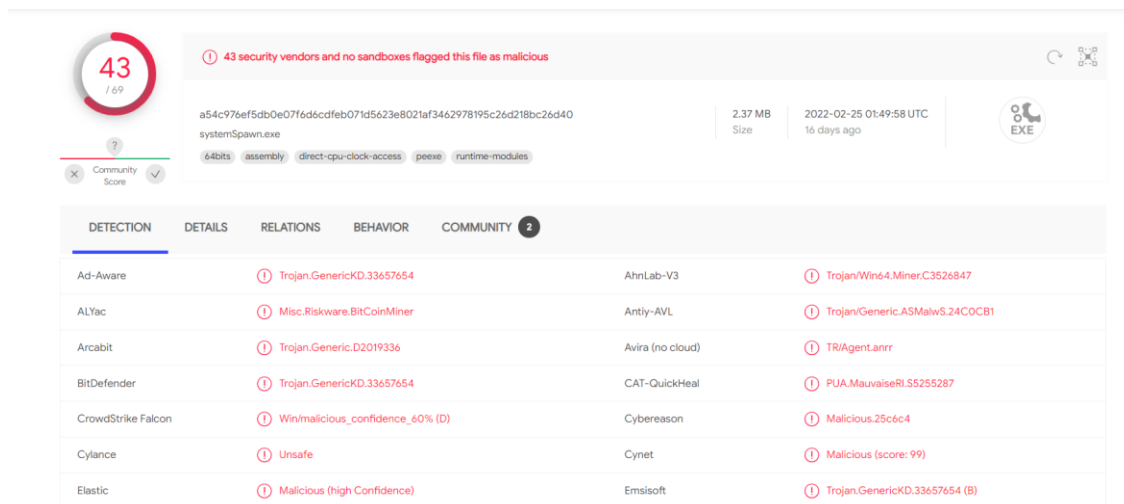 43
/ 69
?
Community
Score
43 security vendors and no sandboxes flagged this file as malicious
a54c976ef5db0e07f6d6cdfeb071d5623e8021af3462978195c26d218bc26d40
systemSpawn.exe
64bits assembly direct-cpu-clock-access peexe runtime-modules
2.37 MB
Size
2022-02-25 01:49:58 UTC
16 days ago
EXE
DETECTION DETAILS RELATIONS BEHAVIOR COMMUNITY 2
Ad-Aware Trojan.GenericKD.33657654 AhnLab-V3 Trojan/Win64.Miner.C3526847
ALYac Misc.Riskware.BitCoinMiner Antiy-AVL Trojan/Generic.ASMalwS.24C0CB1
Arcabit Trojan.Generic.D2019336 Avira (no cloud) TR/Agent.anrr
BitDefender Trojan.GenericKD.33657654 CAT-QuickHeal PUA.MauvaiseRI.S5255287
CrowdStrike Falcon Win/malicious_confidence_60% (D) Cybereason Malicious.25c6c4
Cylance Unsafe Cynet Malicious (score: 99)
Elastic Malicious (high Confidence) Emsisoft Trojan.GenericKD.33657654 (B)